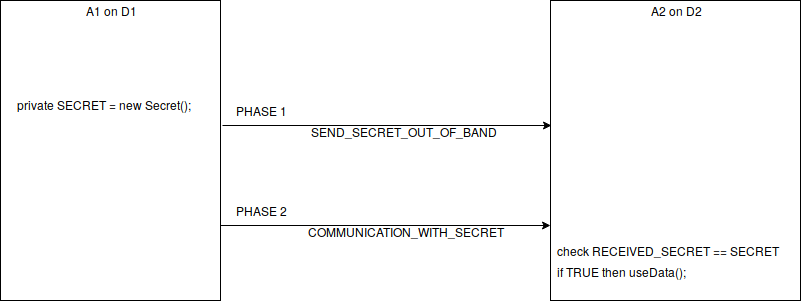 A1 on D1
A2 on D2
private SECRET = new Secret();
PHASE 1
SEND_SECRET_OUT_OF_BAND
PHASE 2
COMMUNICATION_WITH_SECRET
check RECEIVED_SECRET == SECRET
if TRUE then useData();